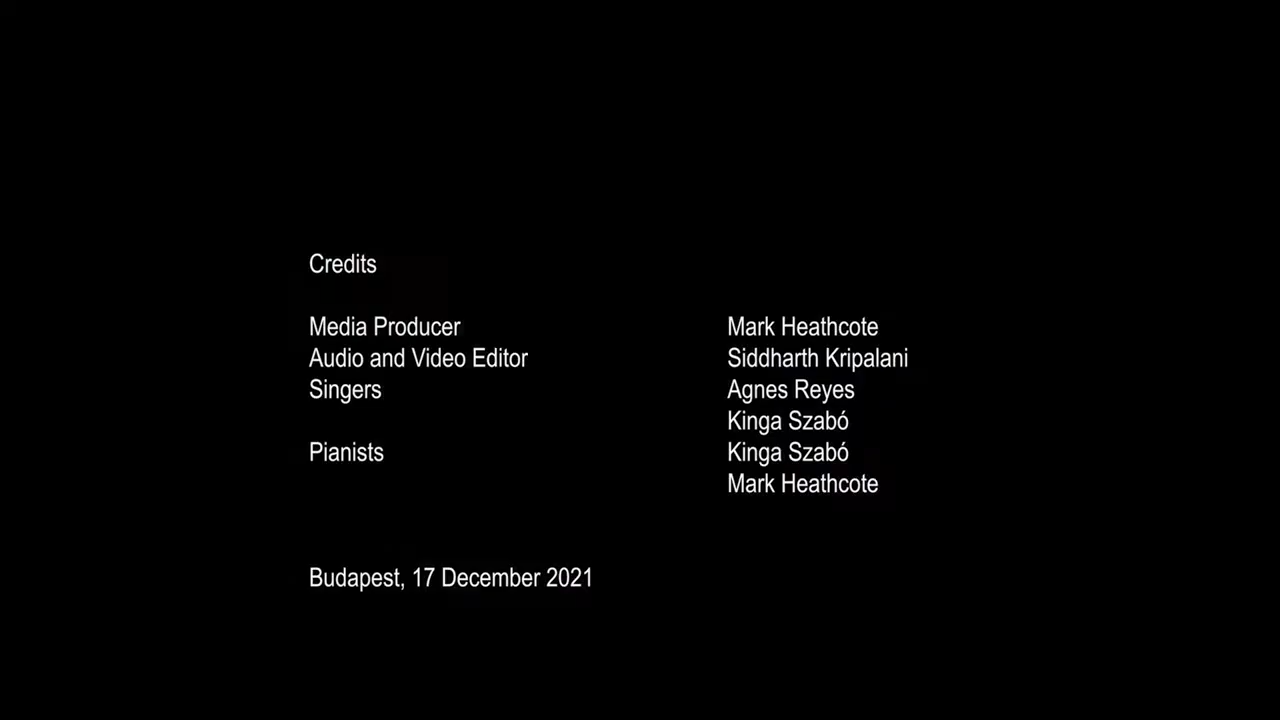 Credits
Media Producer Mark Heathcote
Audio and Video Editor Siddharth Kripalani
Singers Agnes Reyes
Kinga Szabó
Pianists Kinga Szabó
Mark Heathcote
Budapest, 17 December 2021